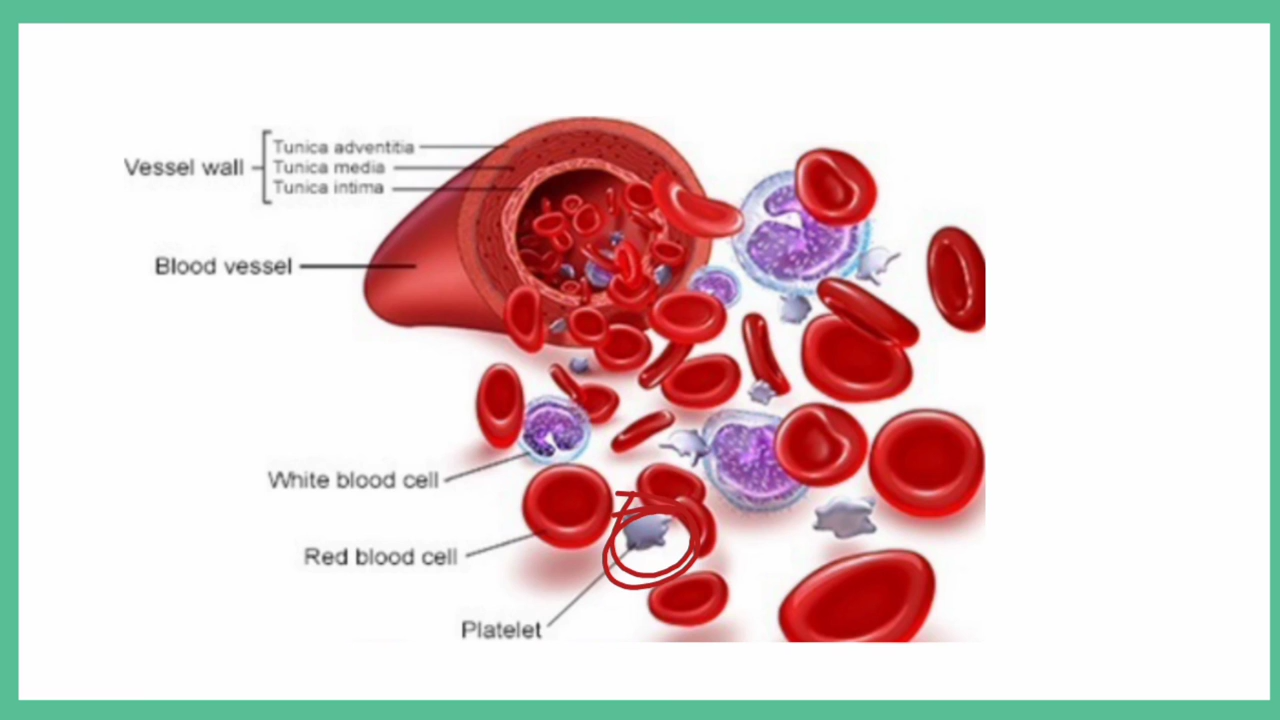 Tunica adventitia
Vessel wall
Tunica media
Tunica intima
Blood vessel
White blood cell
Red blood cell
Platelet